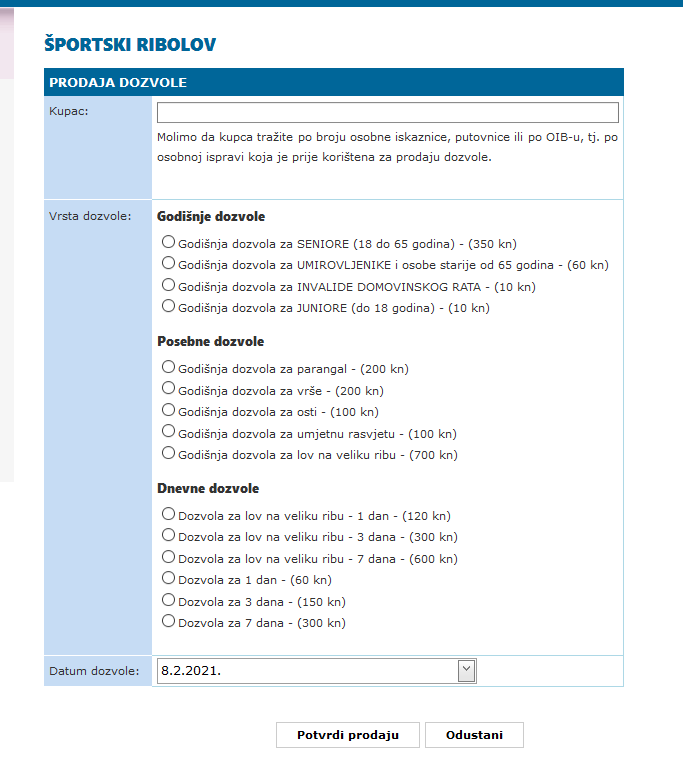 ŠPORTSKI RIBOLOV
PRODAJA DOZVOLE
Kupac:
Molimo da kupca tražite po broju osobne iskaznice, putovnice ili po OIB-u, tj. po
osobnoj ispravi koja je prije korištena za prodaju dozvole.
Vrsta dozvole:
Godišnje dozvole
Godišnja dozvola za SENIORE (18 do 65 godina) - (350 kn)
Godišnja dozvola za UMIROVLJENIKE i osobe starije od 65 godina - (60 kn)
Godišnja dozvola za INVALIDE DOMOVINSKOG RATA - (10 kn)
Godišnja dozvola za JUNIORE (do 18 godina) - (10 kn)
Posebne dozvole
Godišnja dozvola za parangal - (200 kn)
Godišnja dozvola za vrše - (200 kn)
Godišnja dozvola za osti - (100 kn)
Godišnja dozvola za umjetnu rasvjetu - (100 kn)
Godišnja dozvola za lov na veliku ribu - (700 kn)
Dnevne dozvole
Dozvola za lov na veliku ribu - 1 dan - (120 kn)
Dozvola za lov na veliku ribu - 3 dana - (300 kn)
Dozvola za lov na veliku ribu - 7 dana - (600 kn)
Dozvola za 1 dan - (60 kn)
Dozvola za 3 dana - (150 kn)
Dozvola za 7 dana - (300 kn)
Datum dozvole:
8.2.2021.
Potvrdi prodaju
Odustani